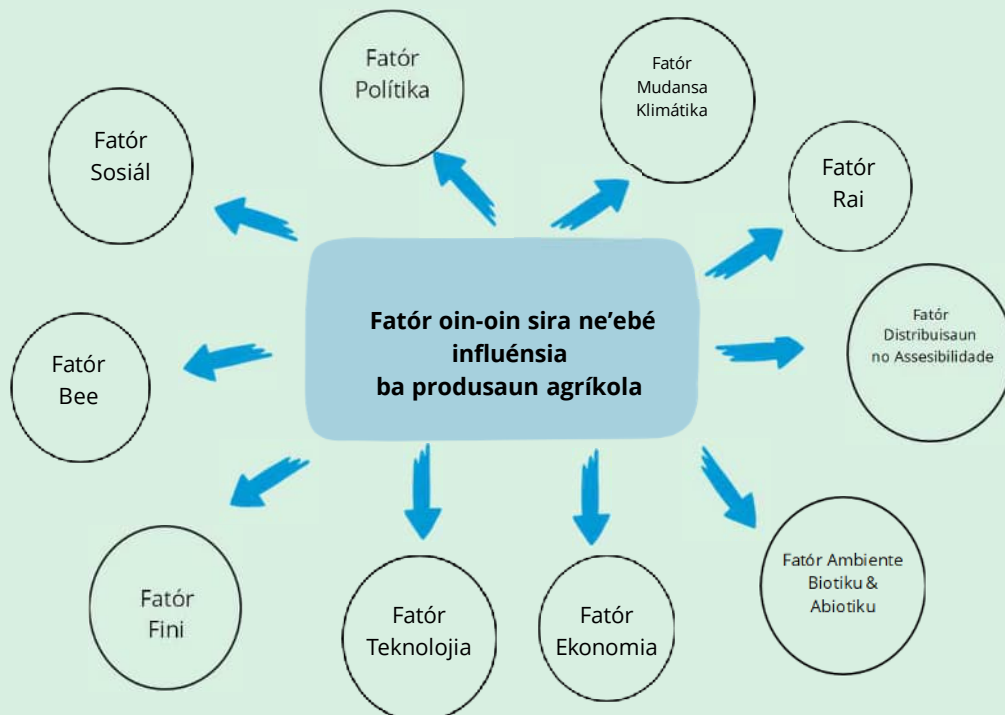 Fatór
Polítika
Fatór
Mudansa
Klimátika
Fatór
Sosiál
Fatór
Rai
Fatór oin-oin sira ne'ebé
influénsia
ba produsaun agríkola
Fatór
Distribuisaun
no Assesibilidade
Fatór
Bee
Fatór Ambiente
Biotiku &
Abiotiku
Fatór
Fini
Fatór
Teknolojia
Fatór
Ekonomia